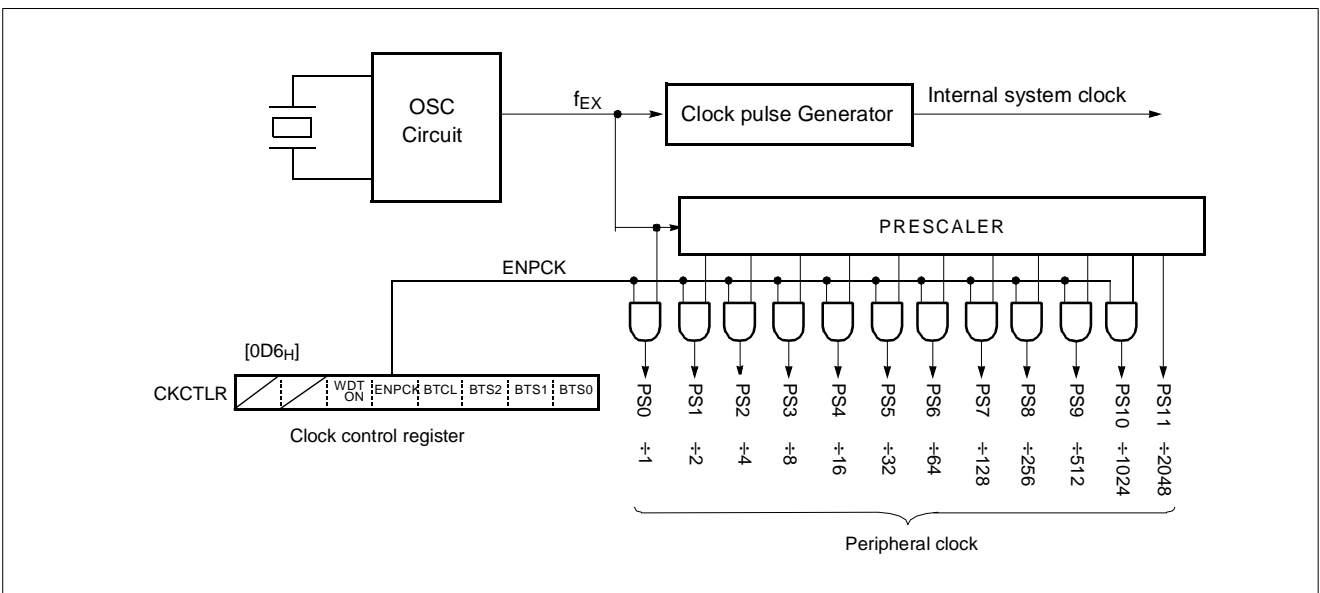 OSC
Circuit
fEX
Clock pulse Generator
Internal system clock
PRESCALER
ENPCK
[0D6H]
CKCTLR
WDT
ON
ENPCK
BTCL
BTS2
BTS1
BTS0
Clock control register
PS0 ÷1
PS1 ÷2
PS2 ÷4
PS3 ÷8
PS4 ÷16
PS5 ÷32
PS6 ÷64
PS7 ÷128
PS8 ÷256
PS9 ÷512
PS10 ÷1024
PS11 ÷2048
Peripheral clock